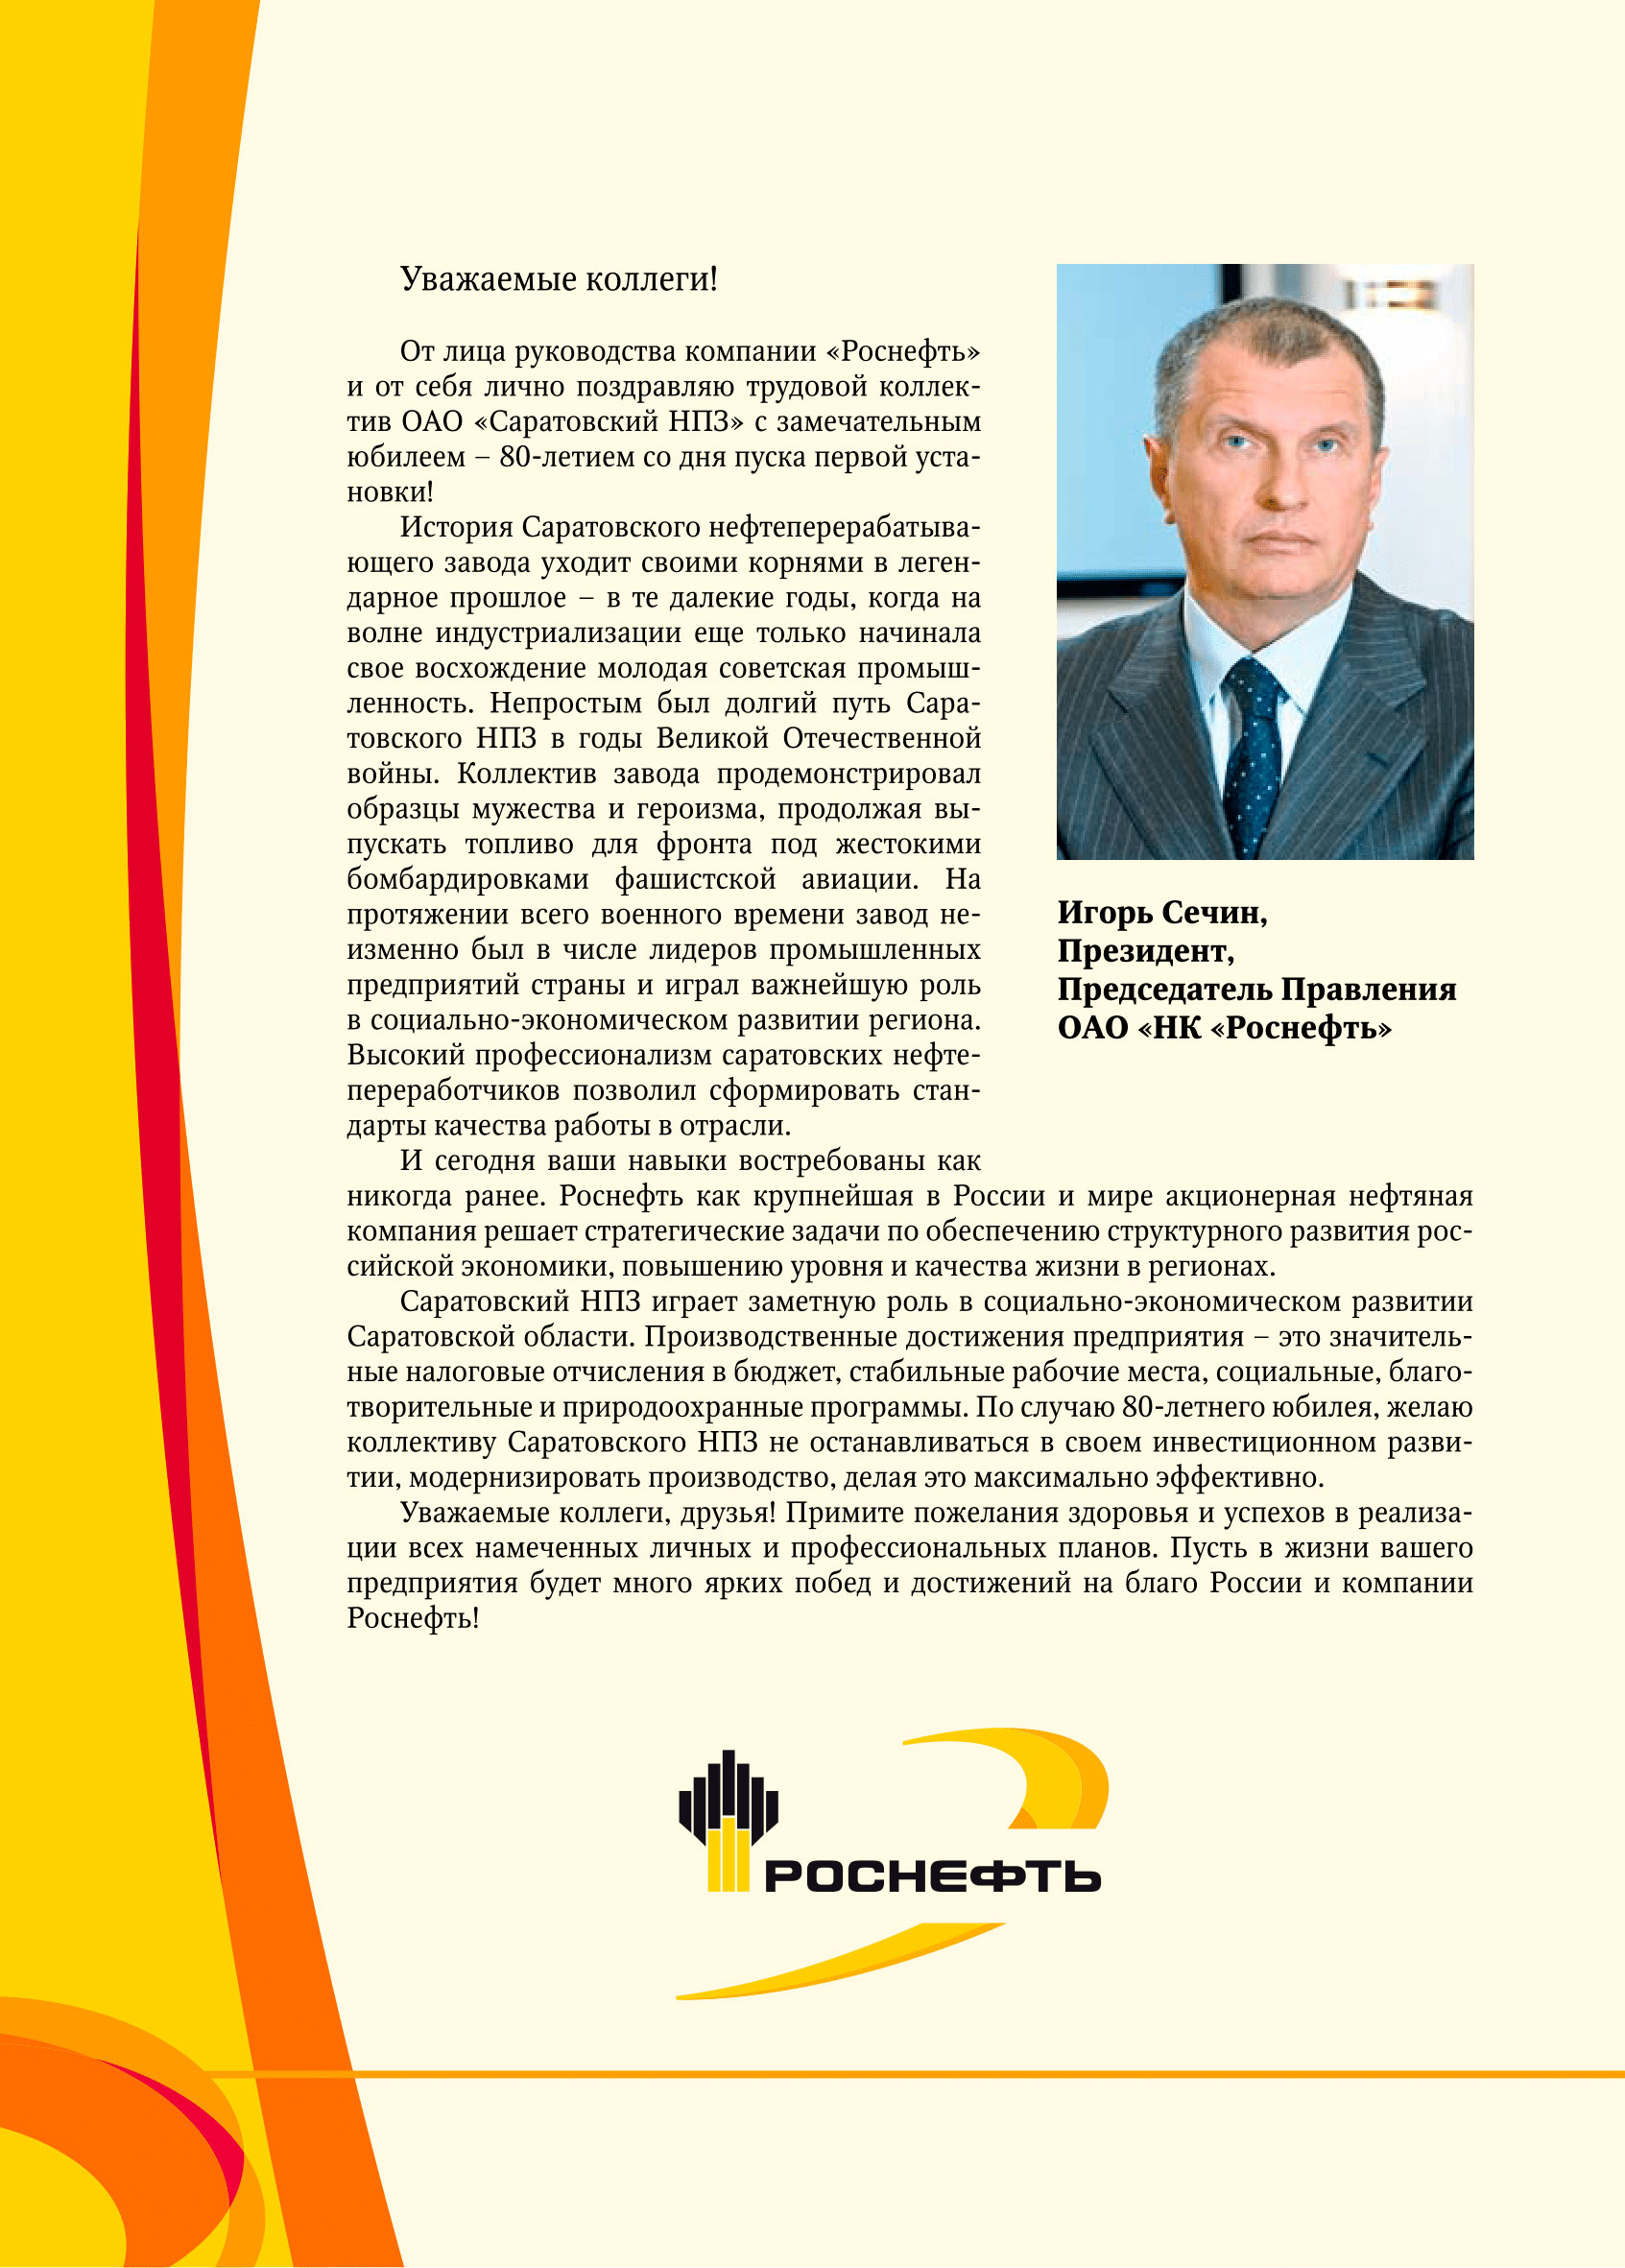 Уважаемые коллеги!
От лица руководства компании «Роснефть»
и от себя лично поздравляю трудовой коллек-
тив ОАО «Саратовский НПЗ» с замечательным
юбилеем – 80-летием со дня пуска первой уста-
новки!
История Саратовского нефтеперерабатыва-
ющего завода уходит своими корнями в леген-
дарное прошлое – в те далекие годы, когда на
волне индустриализации еще только начинала
свое восхождение молодая советская промыш-
ленность. Непростым был долгий путь Сара-
товского НПЗ в годы Великой Отечественной
войны. Коллектив завода продемонстрировал
образцы мужества и героизма, продолжая вы-
пускать топливо для фронта под жестокими
бомбардировками фашистской авиации. На
протяжении всего военного времени завод не-
изменно был в числе лидеров промышленных
предприятий страны и играл важнейшую роль
в социально-экономическом развитии региона.
Высокий профессионализм саратовских нефте-
переработчиков позволил сформировать стан-
дарты качества работы в отрасли.
И сегодня ваши навыки востребованы как
никогда ранее. Роснефть как крупнейшая в России и мире акционерная нефтяная
компания решает стратегические задачи по обеспечению структурного развития рос-
сийской экономики, повышению уровня и качества жизни в регионах.
Саратовский НПЗ играет заметную роль в социально-экономическом развитии
Саратовской области. Производственные достижения предприятия – это значитель-
ные налоговые отчисления в бюджет, стабильные рабочие места, социальные, благо-
творительные и природоохранные программы. По случаю 80-летнего юбилея, желаю
коллективу Саратовского НПЗ не останавливаться в своем инвестиционном разви-
тии, модернизировать производство, делая это максимально эффективно.
Уважаемые коллеги, друзья! Примите пожелания здоровья и успехов в реализа-
ции всех намеченных личных и профессиональных планов. Пусть в жизни вашего
предприятия будет много ярких побед и достижений на благо России и компании
Роснефть!
Игорь Сечин,
Президент,
Председатель Правления
ОАО «НК «Роснефть»
РОСНЕФТЬ